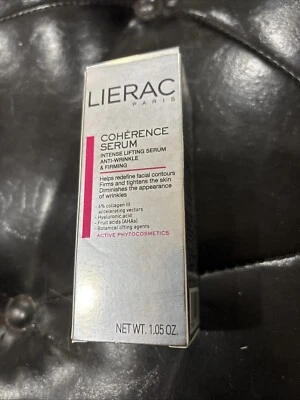 LIERAC
PARIS
COHÉRENCE
SERUM
INTENSE LIFTING SERUM
ANTI-WRINKLE
& FIRMING
Helps redefine facial contours
Firms and tightens the skin
Diminishes the appearance
of wrinkles
- 6% collagen III
accelerating vectors
- Hyaluronic acid
- Fruit acids (AHAs)
- Botanical lifting agents
ACTIVE PHYTOCOSMETICS
NET WT. 1.05 OZ.